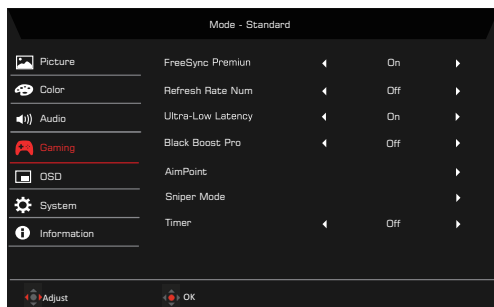 Mode - Standard
Picture
Color
Audio
Gaming
OSD
System
Information
FreeSync Premiun On
Refresh Rate Num Off
Ultra-Low Latency On
Black Boost Pro Off
AimPoint
Sniper Mode
Timer Off
Adjust OK